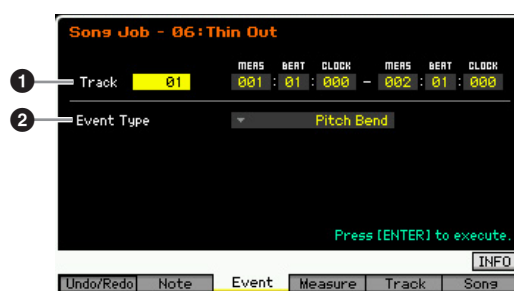 Song Job - 06:Thin Out
MEAS BEAT CLOCK MEAS BEAT CLOCK
1 Track 01 001 : 01 : 000 - 002 : 01 : 000
2 Event Type Pitch Bend
Press [ENTER] to execute.
INFO
Undo/Redo Note Event Measure Track Song